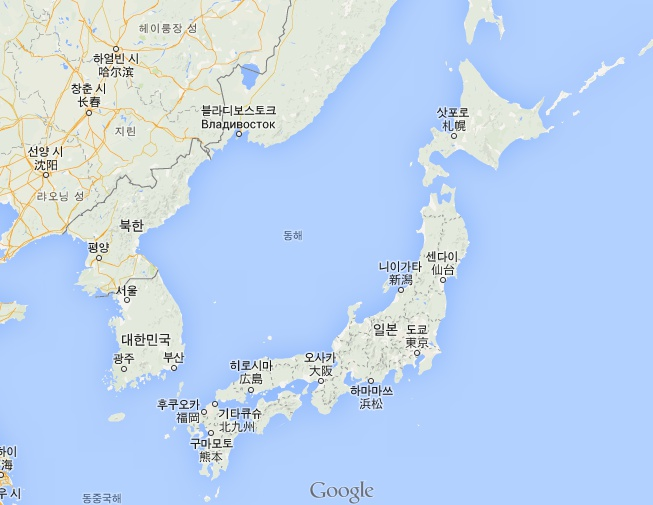 헤이룽장 성
하얼빈 시
哈尔滨
창춘 시
长春
블라디보스토크
Владивосток
삿포로
札幌
지린
선양 시
沈阳
랴오닝 성
북한
평양
동해
센다이
仙台
니이가타
新潟
서울
대한민국
일본
도쿄
東京
광주
부산
히로시마
広島
오사카
大阪
하마마쓰
浜松
후쿠오카
福岡
기타큐슈
北九州
구마모토
熊本
하이
海
우 시
동중국해
Google